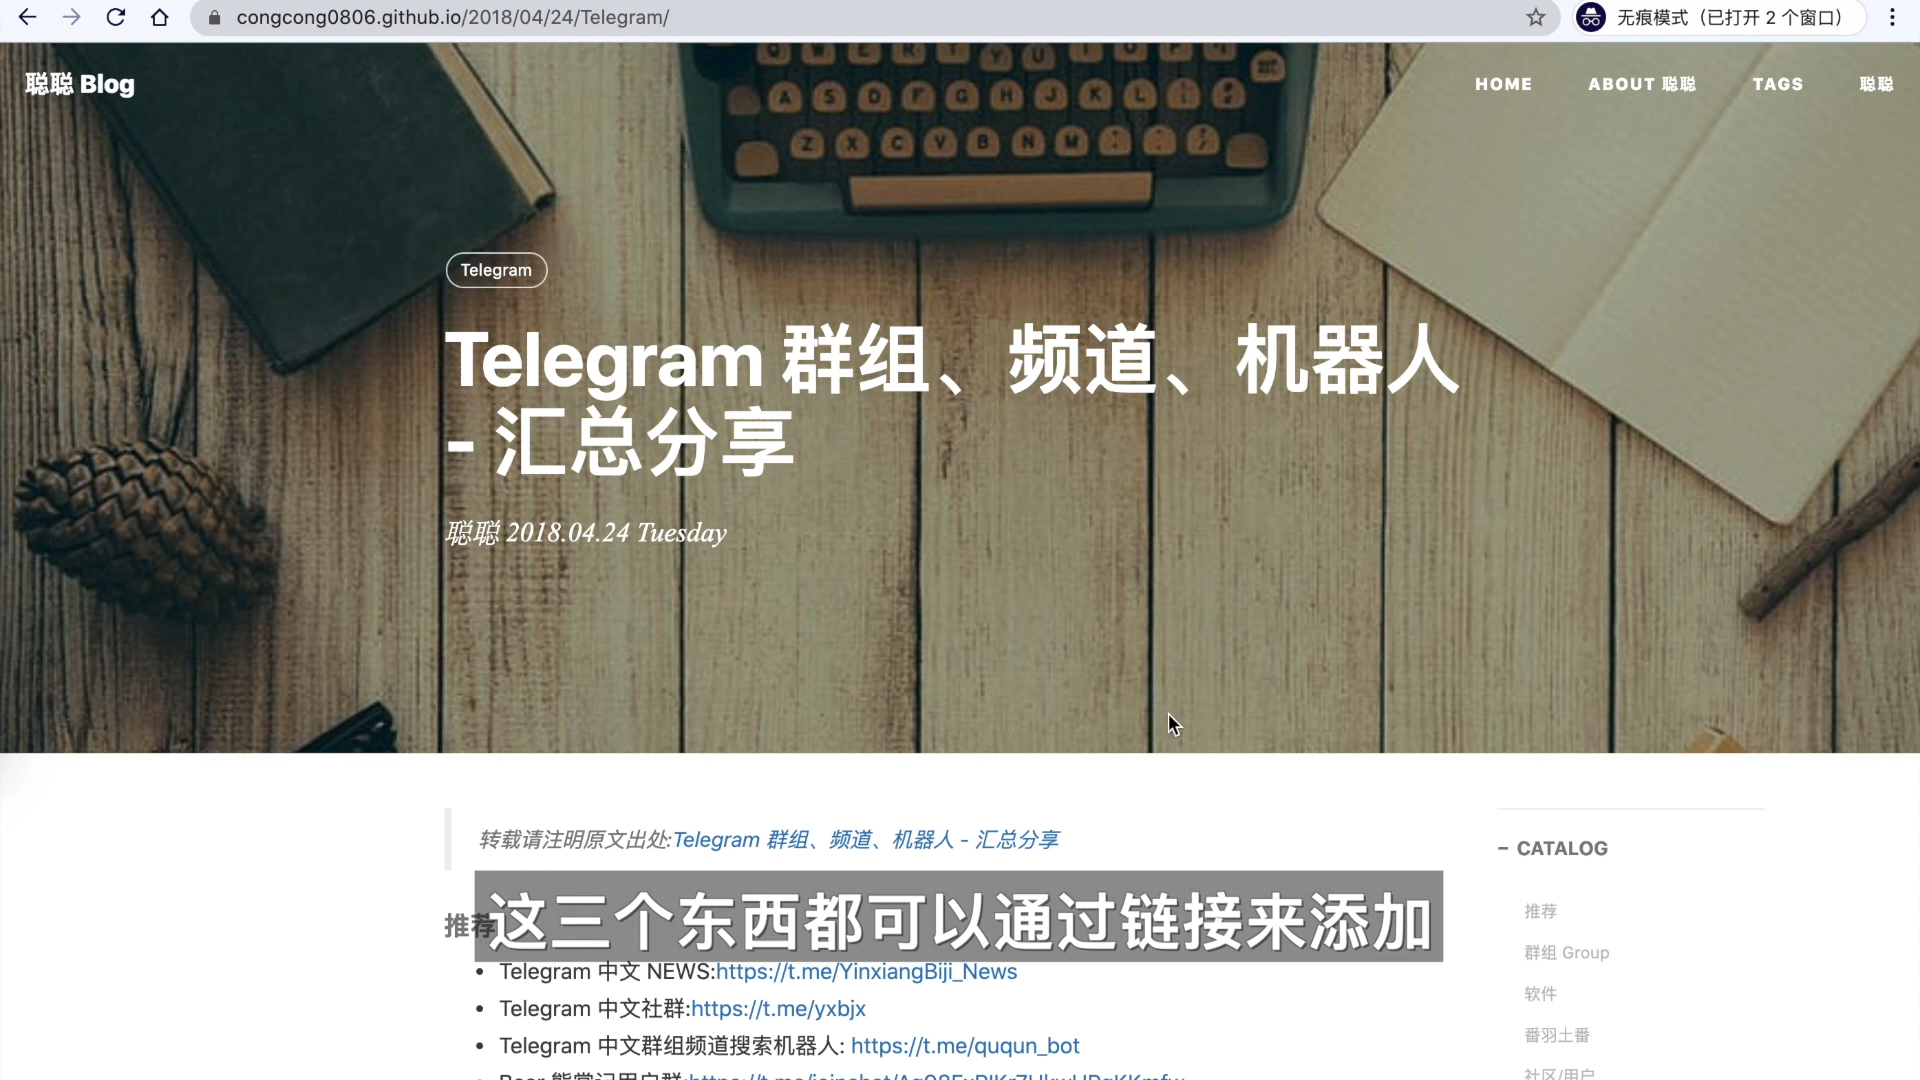 congcong0806.github.io/2018/04/24/Telegram/
无痕模式（已打开 2 个窗口）
聪聪 Blog
HOME
ABOUT 聪聪
TAGS
聪聪
A S D F G H J K L
Z X C V B N M
Telegram
Telegram 群组、频道、机器人
- 汇总分享
聪聪 2018.04.24 Tuesday
转载请注明原文出处:Telegram 群组、频道、机器人 - 汇总分享
推荐
这三个东西都可以通过链接来添加
Telegram 中文 NEWS:https://t.me/YinxiangBiji_News
Telegram 中文社群:https://t.me/yxbjx
Telegram 中文群组频道搜索机器人: https://t.me/ququn_bot
CATALOG
推荐
群组 Group
软件
番羽土番
社区/用户